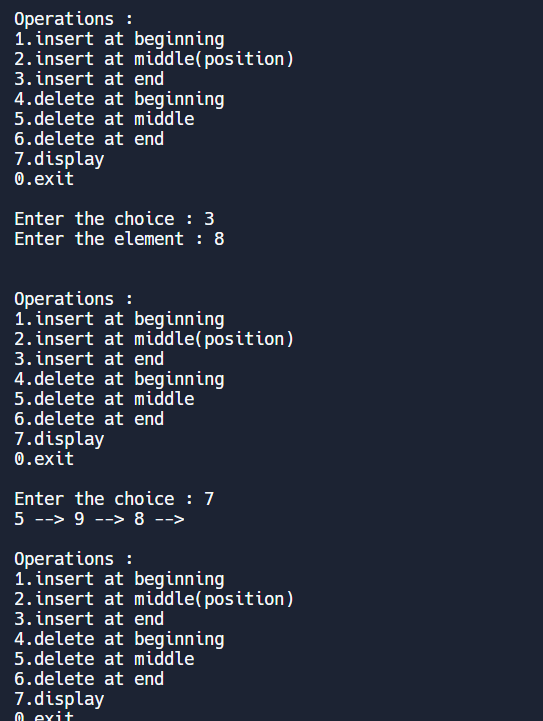 Operations :
1.insert at beginning
2.insert at middle(position)
3.insert at end
4.delete at beginning
5.delete at middle
6.delete at end
7.display
0.exit
Enter the choice : 3
Enter the element : 8
Operations :
1.insert at beginning
2.insert at middle(position)
3.insert at end
4.delete at beginning
5.delete at middle
6.delete at end
7.display
0.exit
Enter the choice : 7
5 --> 9 --> 8 -->
Operations :
1.insert at beginning
2.insert at middle(position)
3.insert at end
4.delete at beginning
5.delete at middle
6.delete at end
7.display
0.exit